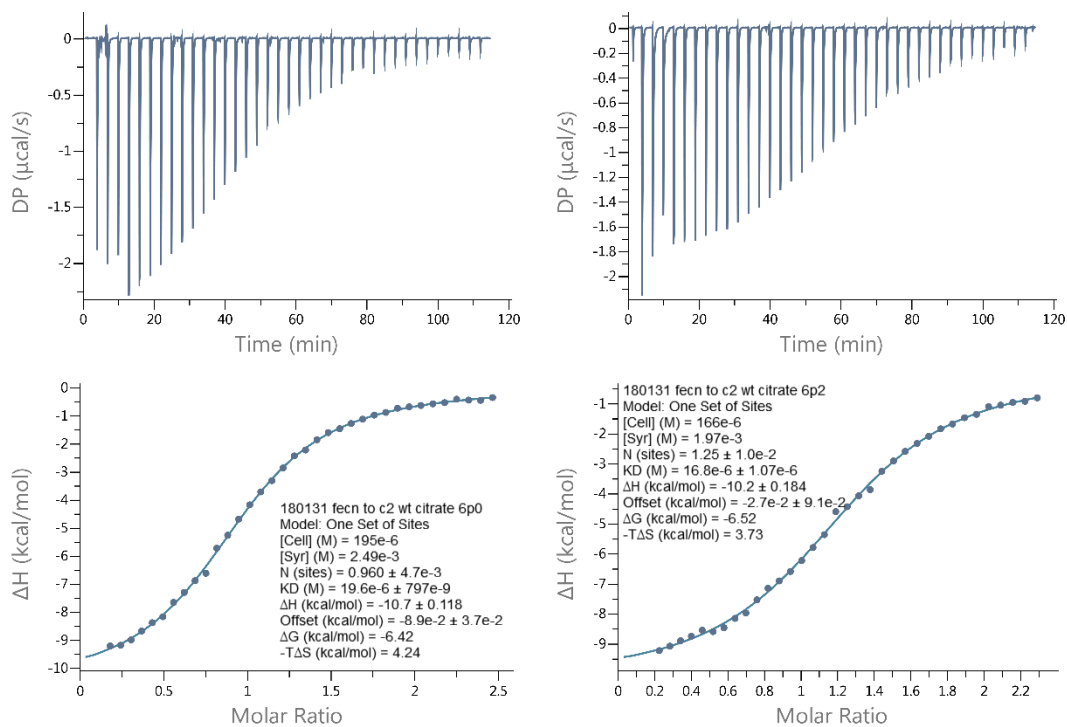 0
-0.5
-1
-1.5
-2
DP (µcal/s)
0 20 40 60 80 100 120
Time (min)
0
-0.2
-0.4
-0.6
-0.8
-1
-1.2
-1.4
-1.6
-1.8
-2
DP (µcal/s)
0 20 40 60 80 100 120
Time (min)
0
-1
-2
-3
-4
-5
-6
-7
-8
-9
-10
ΔH (kcal/mol)
180131 fecn to c2 wt citrate 6p0
Model: One Set of Sites
[Cell] (M) = 195e-6
[Syr] (M) = 2.49e-3
N (sites) = 0.960 ± 4.7e-3
KD (M) = 19.6e-6 ± 797e-9
ΔH (kcal/mol) = -10.7 ± 0.118
Offset (kcal/mol) = -8.9e-2 ± 3.7e-2
ΔG (kcal/mol) = -6.42
-TΔS (kcal/mol) = 4.24
0 0.5 1 1.5 2 2.5
Molar Ratio
-1
-2
-3
-4
-5
-6
-7
-8
-9
ΔH (kcal/mol)
180131 fecn to c2 wt citrate 6p2
Model: One Set of Sites
[Cell] (M) = 166e-6
[Syr] (M) = 1.97e-3
N (sites) = 1.25 ± 1.0e-2
KD (M) = 16.8e-6 ± 1.07e-6
ΔH (kcal/mol) = -10.2 ± 0.184
Offset (kcal/mol) = -2.7e-2 ± 9.1e-2
ΔG (kcal/mol) = -6.52
-TΔS (kcal/mol) = 3.73
0 0.2 0.4 0.6 0.8 1 1.2 1.4 1.6 1.8 2 2.2
Molar Ratio